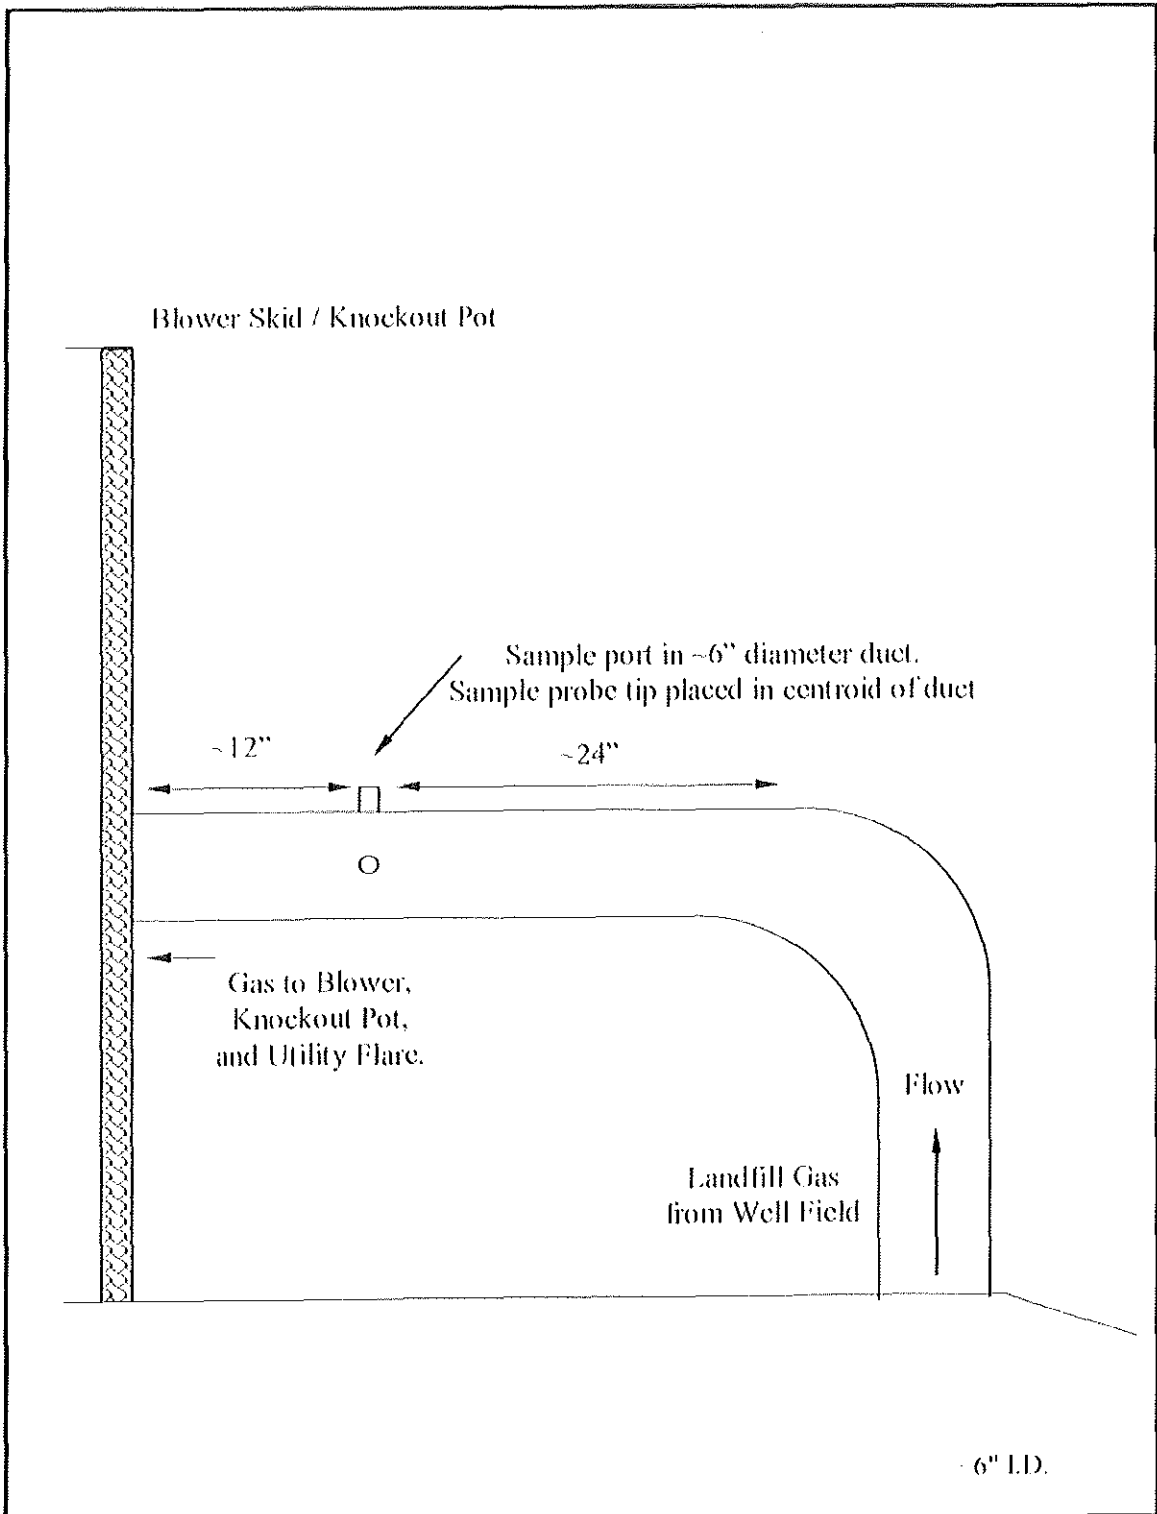 Blower Skid / Knockout Pot
Sample port in ~6” diameter duct.
Sample probe tip placed in centroid of duct
~12”
~24”
Gas to Blower,
Knockout Pot,
and Utility Flare.
Flow
Landfill Gas
from Well Field
~ 6" I.D.